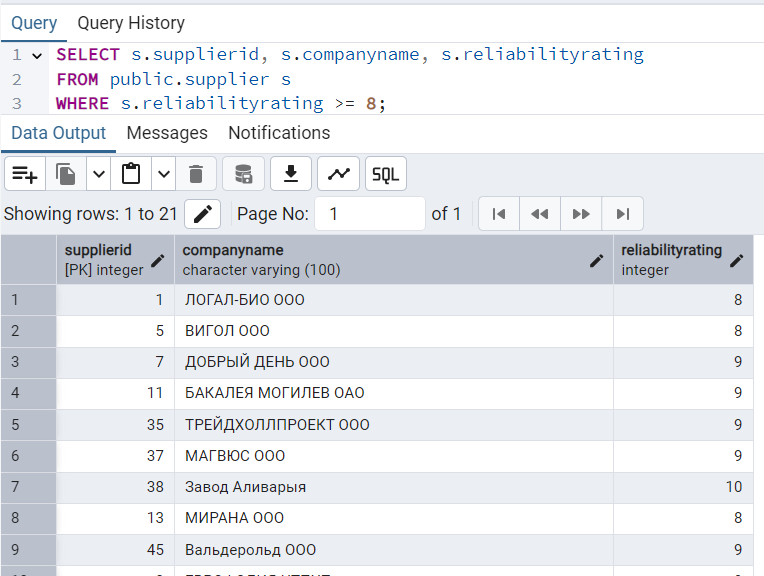 Query Query History
1 SELECT s.supplierid, s.companyname, s.reliabilityrating
2 FROM public.supplier s
3 WHERE s.reliabilityrating >= 8;
Data Output Messages Notifications
SQL
Showing rows: 1 to 21 Page No: 1 of 1
supplierid companyname reliabilityrating
[PK] integer character varying (100) integer
1 1 ЛОГАЛ-БИО ООО 8
2 5 ВИГОЛ ООО 8
3 7 ДОБРЫЙ ДЕНЬ ООО 9
4 11 БАКАЛЕЯ МОГИЛЕВ ОАО 9
5 35 ТРЕЙДХОЛЛПРОЕКТ ООО 9
6 37 МАГВЮС ООО 9
7 38 Завод Аливарыя 10
8 13 МИРАНА ООО 8
9 45 Вальдерольд ООО 9